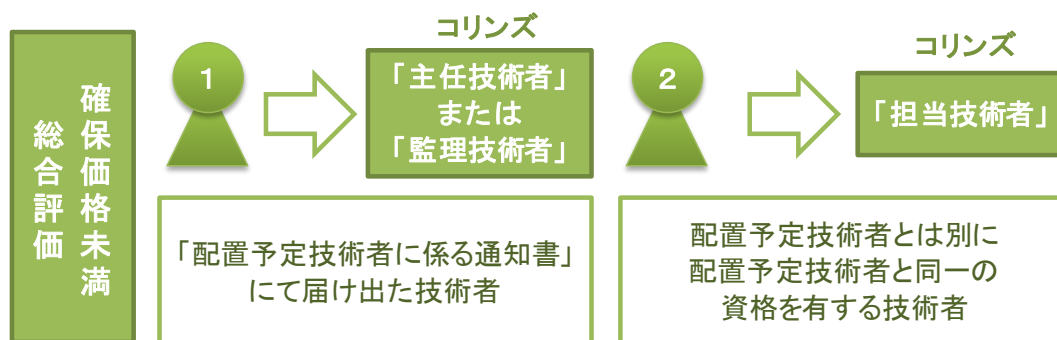 確保価格未満
総合評価
1
コリンズ
「主任技術者」
または
「監理技術者」
「配置予定技術者に係る通知書」
にて届け出た技術者
2
コリンズ
「担当技術者」
配置予定技術者とは別に
配置予定技術者と同一の
資格を有する技術者